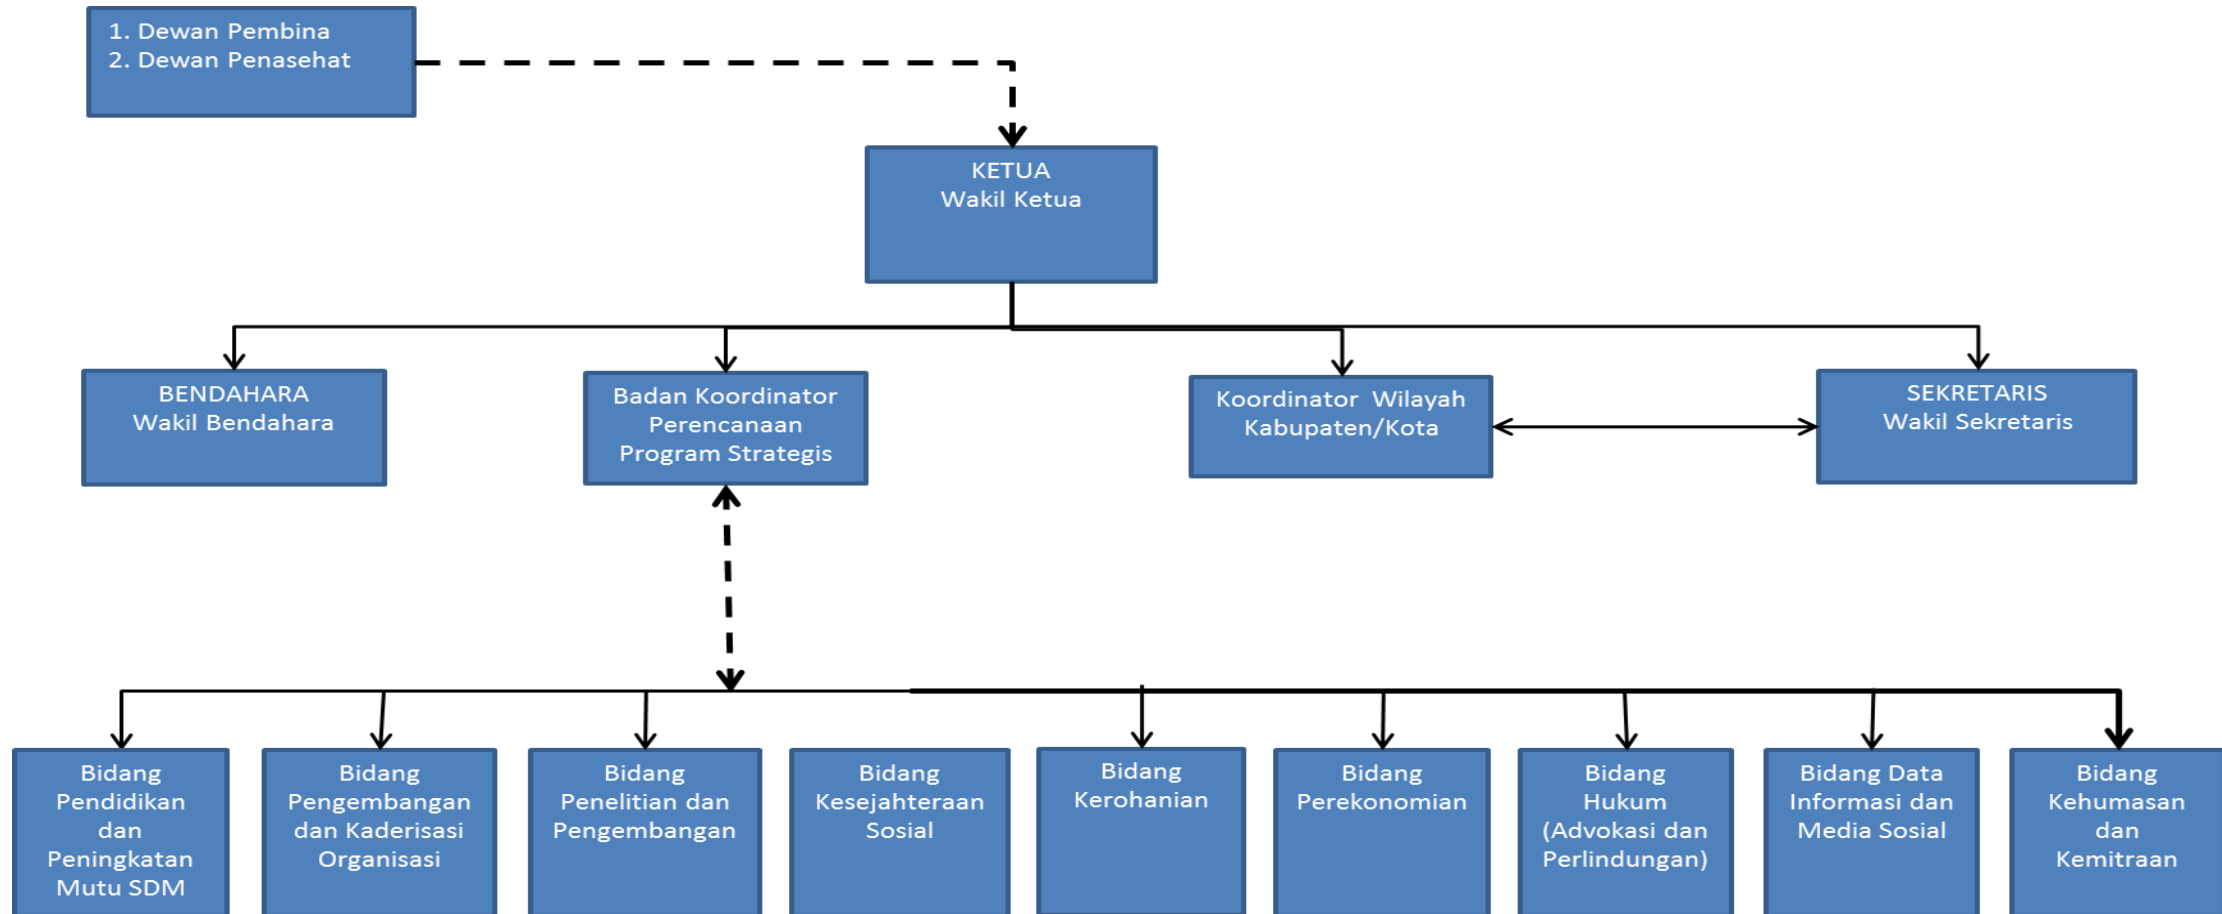 1. Dewan Pembina
2. Dewan Penasehat
KETUA
Wakil Ketua
BENDAHARA
Wakil Bendahara
Badan Koordinator
Perencanaan
Program Strategis
Koordinator Wilayah
Kabupaten/Kota
SEKRETARIS
Wakil Sekretaris
Bidang
Pendidikan
dan
Peningkatan
Mutu SDM
Bidang
Pengembangan
dan Kaderisasi
Organisasi
Bidang
Penelitian dan
Pengembangan
Bidang
Kesejahteraan
Sosial
Bidang
Kerohanian
Bidang
Perekonomian
Bidang
Hukum
(Advokasi dan
Perlindungan)
Bidang Data
Informasi dan
Media Sosial
Bidang
Kehumasan
dan
Kemitraan